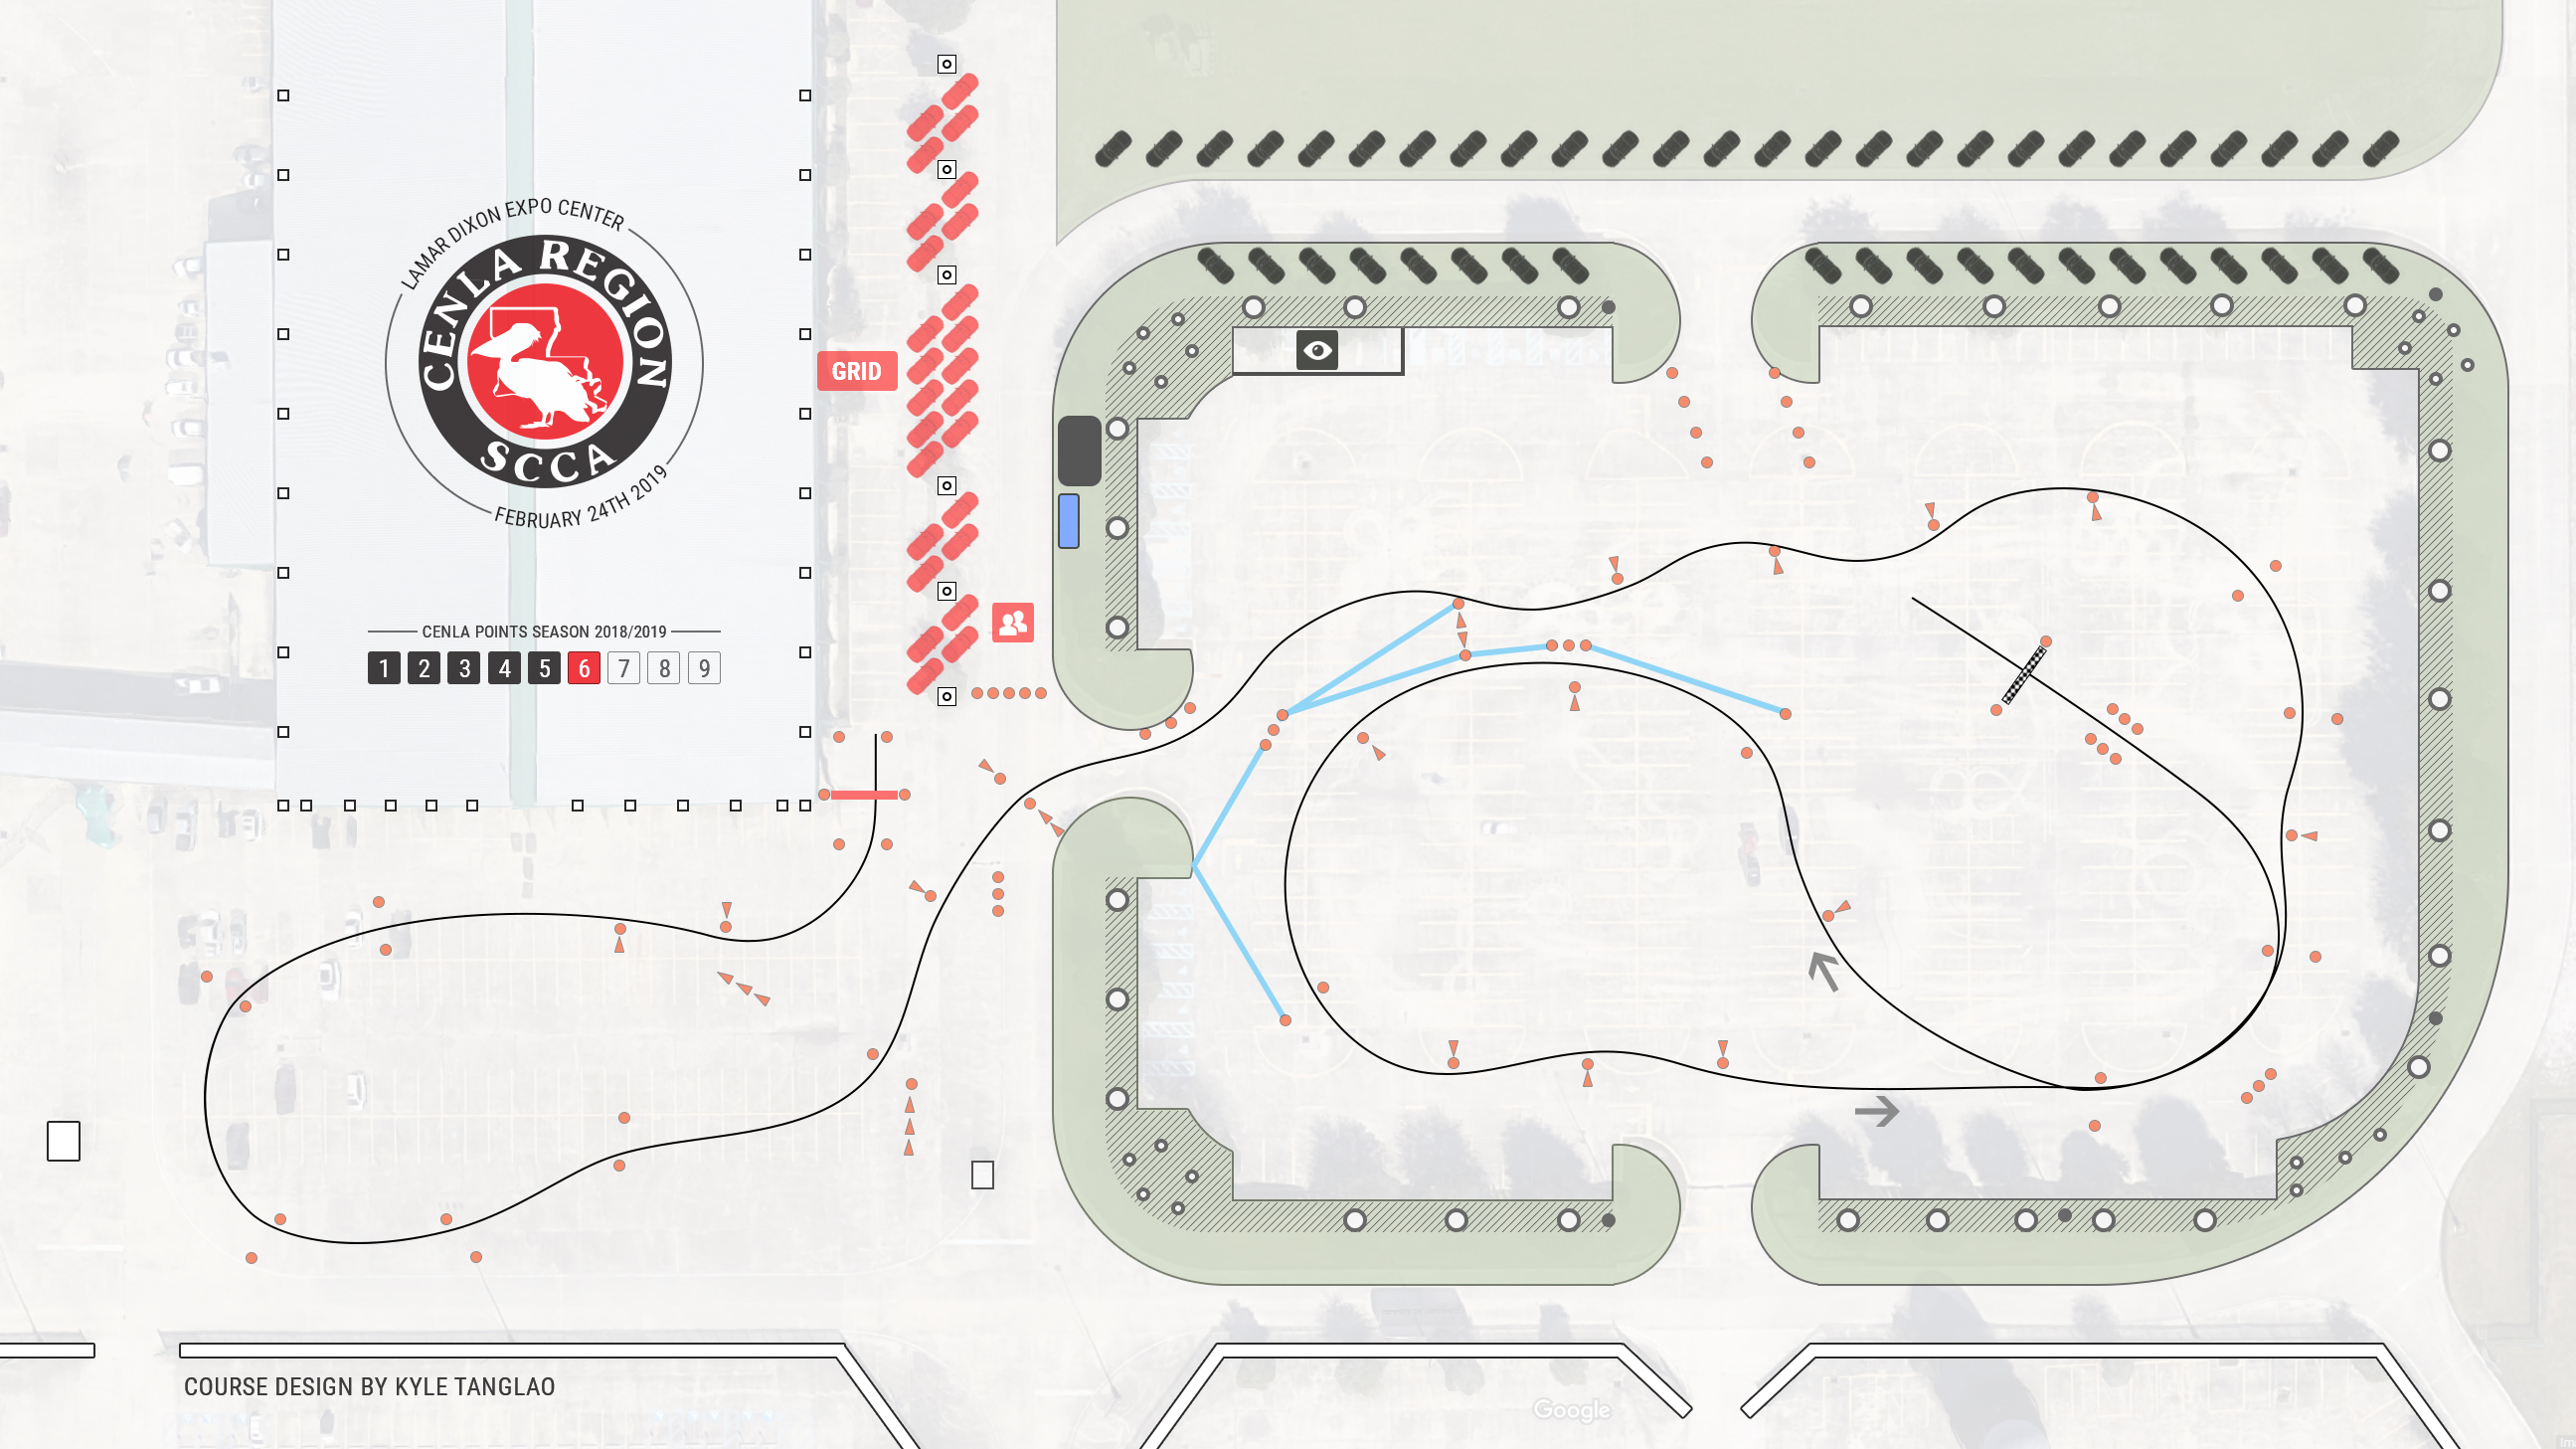 LAMAR DIXON EXPO CENTER
CENLA REGION
SCCA
FEBRUARY 24TH 2019
CENLA POINTS SEASON 2018/2019
1 2 3 4 5 6 7 8 9
GRID
COURSE DESIGN BY KYLE TANGLAO
Google